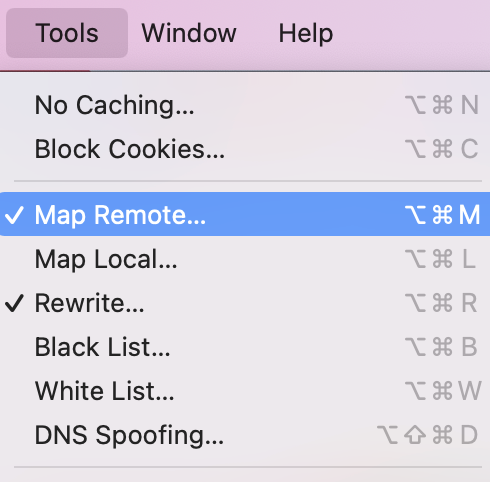 Tools Window Help
No Caching... ⌥⌘N
Block Cookies... ⌥⌘C
✓ Map Remote... ⌥⌘M
Map Local... ⌥⌘L
✓ Rewrite... ⌥⌘R
Black List... ⌥⌘B
White List... ⌥⌘W
DNS Spoofing... ⌥⇧⌘D